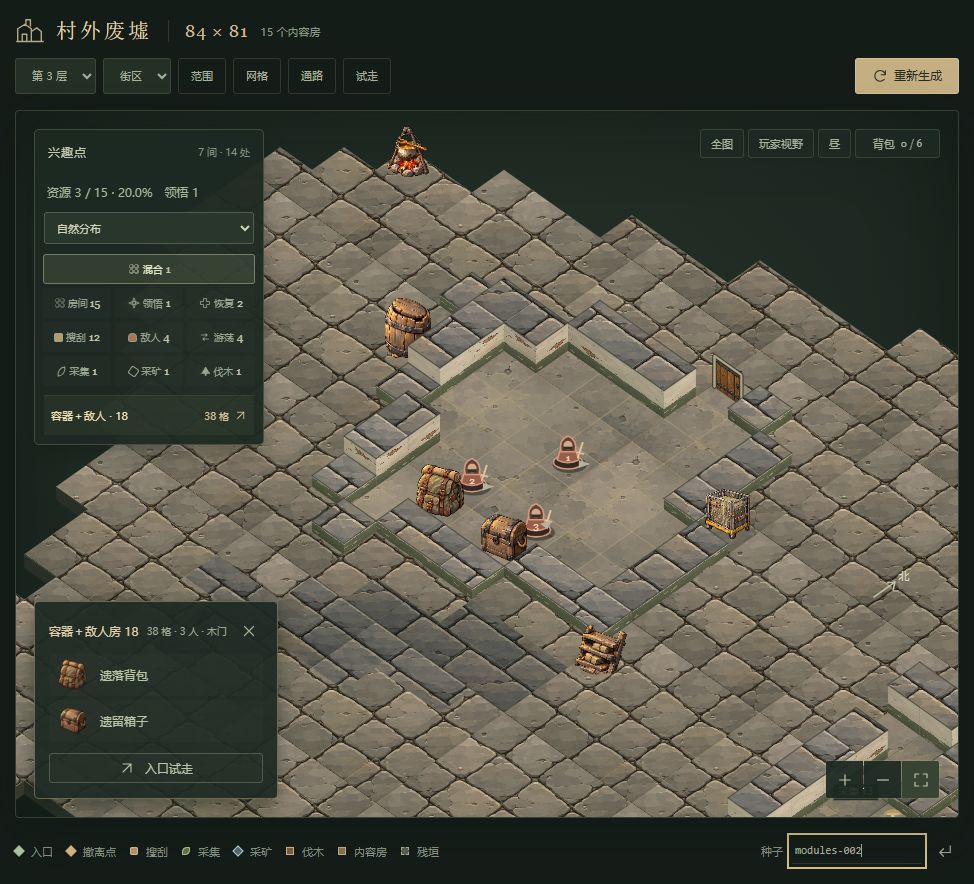 村外废墟 84 × 81 15 个内容房
第 3 层 街区 范围 网格 通路 试走 重新生成
兴趣点 7 间 · 14 处
全图 玩家视野 昼 背包 0 / 6
资源 3 / 15 · 20.0% 领悟 1
自然分布
混合 1
房间 15 领悟 1 恢复 2
搜刮 12 敌人 4 游荡 4
采集 1 采矿 1 伐木 1
容器 + 敌人 · 18 38 格
1
2
3
北
容器 + 敌人房 18 38 格 · 3 人 · 木门
遗落背包
遗留箱子
入口试走
入口 撤离点 搜刮 采集 采矿 伐木 内容房 残垣 种子 modules-002